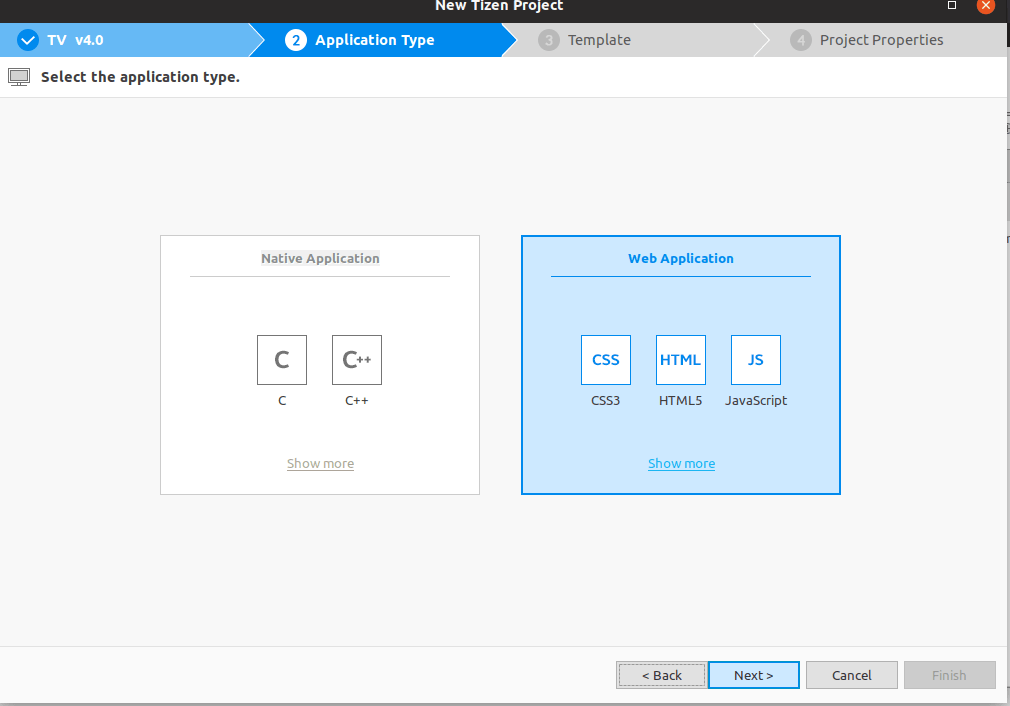 New Tizen Project
TV v4.0
2 Application Type
3 Template
4 Project Properties
Select the application type.
Native Application
C
C++
C
C++
Show more
Web Application
CSS
HTML
JS
CSS3
HTML5
JavaScript
Show more
< Back
Next >
Cancel
Finish